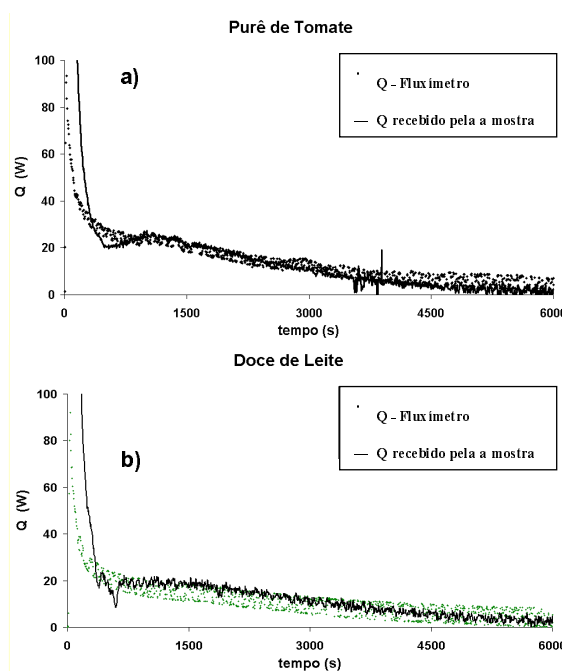 Purê de Tomate
100
80
60
40
20
0
Q (W)
a)
Q - Fluxímetro
Q recebido pela a mostra
0 1500 3000 4500 6000
tempo (s)
Doce de Leite
100
80
60
40
20
0
Q (W)
b)
Q - Fluxímetro
Q recebido pela a mostra
0 1500 3000 4500 6000
tempo (s)